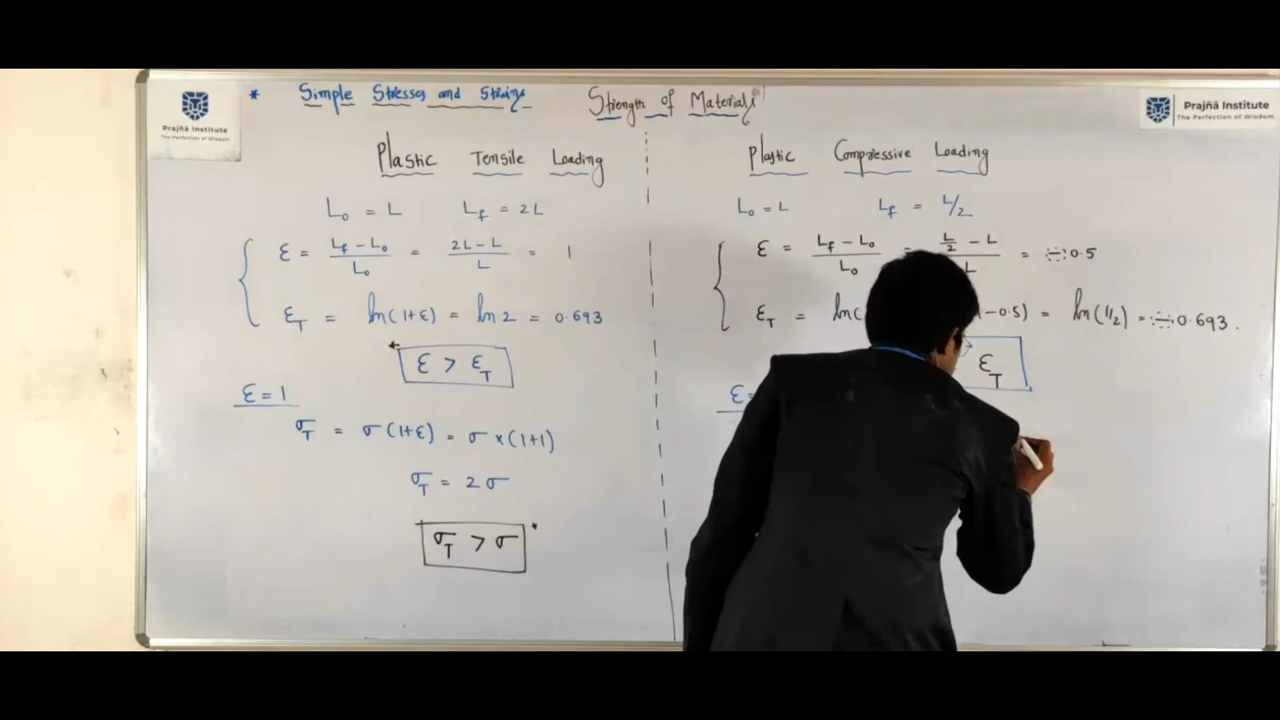 * Simple Stresses and Strains
Strength of Materials
Prajñā Institute
The Perfection of Wisdom
Prajñā Institute
The Perfection of Wisdom
Plastic Tensile Loading
L₀ = L L_f = 2L
ε = (L_f − L₀)/L₀ = (2L − L)/L = 1
ε_T = ln(1+ε) = ln 2 = 0.693
ε > ε_T
ε = 1
σ_T = σ(1+ε) = σ × (1+1)
σ_T = 2σ
σ_T > σ *
Plastic Compressive Loading
L₀ = L L_f = L/2
ε = (L_f − L₀)/L₀ = (L/2 − L)/L = −0.5
ε_T = ln( −0.5) = ln(1/2) = −0.693.
ε_T
ε =